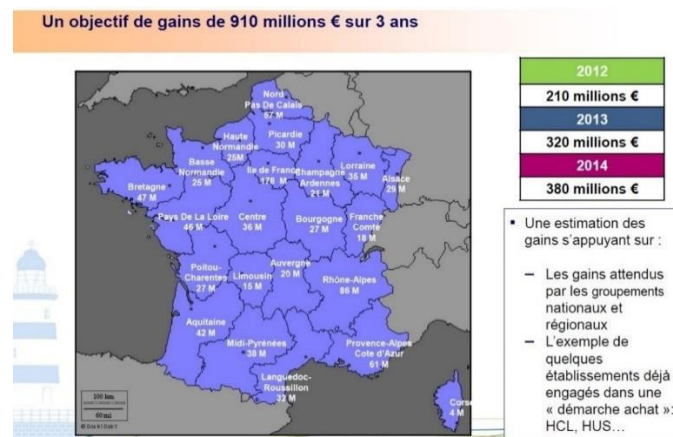 Un objectif de gains de 910 millions € sur 3 ans
Nord
Pas De Calais
57 M
Haute
Normandie
25M
Picardie
30 M
Basse
Normandie
25 M
Ile de France
178 M
Champagne
Ardennes
21 M
Lorraine
35 M
Alsace
29 M
Bretagne
47 M
Pays De La Loire
46 M
Centre
36 M
Bourgogne
27 M
Franche
Comté
18 M
Poitou-
Charentes
27 M
Limousin
15 M
Auvergne
20 M
Rhône-Alpes
86 M
Aquitaine
42 M
Midi-Pyrénées
38 M
Languedoc-
Roussillon
32 M
Provence-Alpes
Cote d'Azur
61 M
Corse
4 M
100 km
60 mi
2012
210 millions €
2013
320 millions €
2014
380 millions €
▪ Une estimation des
gains s'appuyant sur :
– Les gains attendus
par les groupements
nationaux et
régionaux
– L'exemple de
quelques
établissements déjà
engagés dans une
« démarche achat »:
HCL, HUS…